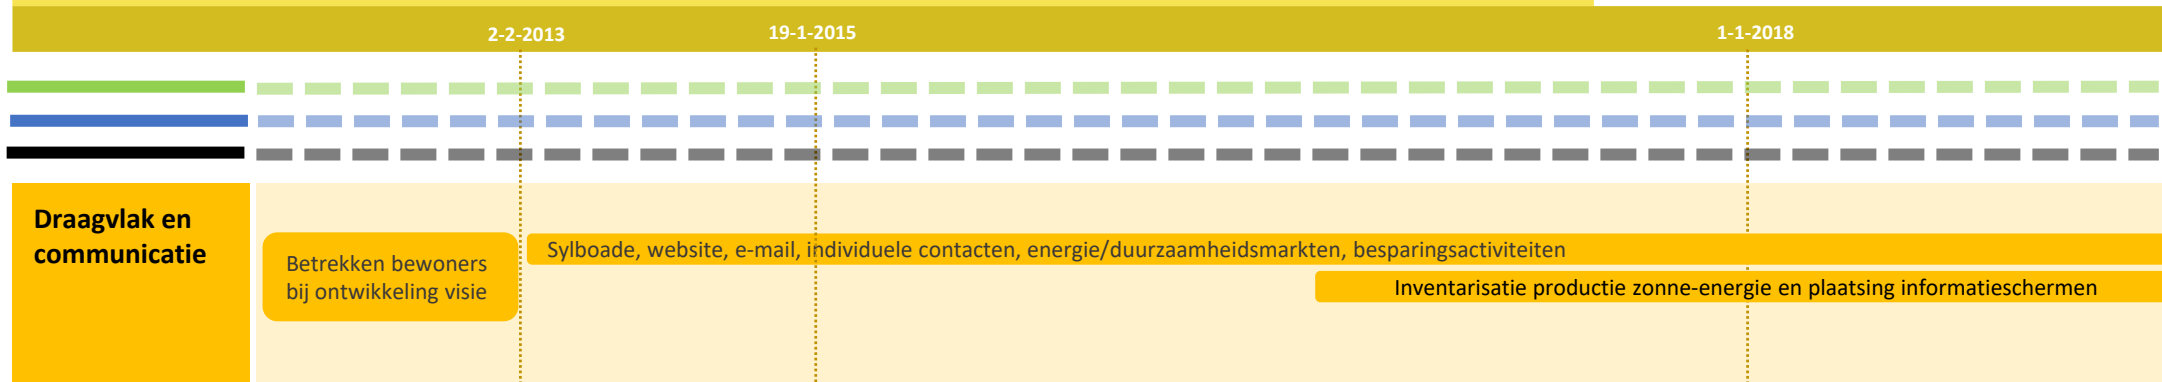 2-2-2013
19-1-2015
1-1-2018
Draagvlak en
communicatie
Betrekken bewoners
bij ontwikkeling visie
Sylboade, website, e-mail, individuele contacten, energie/duurzaamheidsmarkten, besparingsactiviteiten
Inventarisatie productie zonne-energie en plaatsing informatieschermen